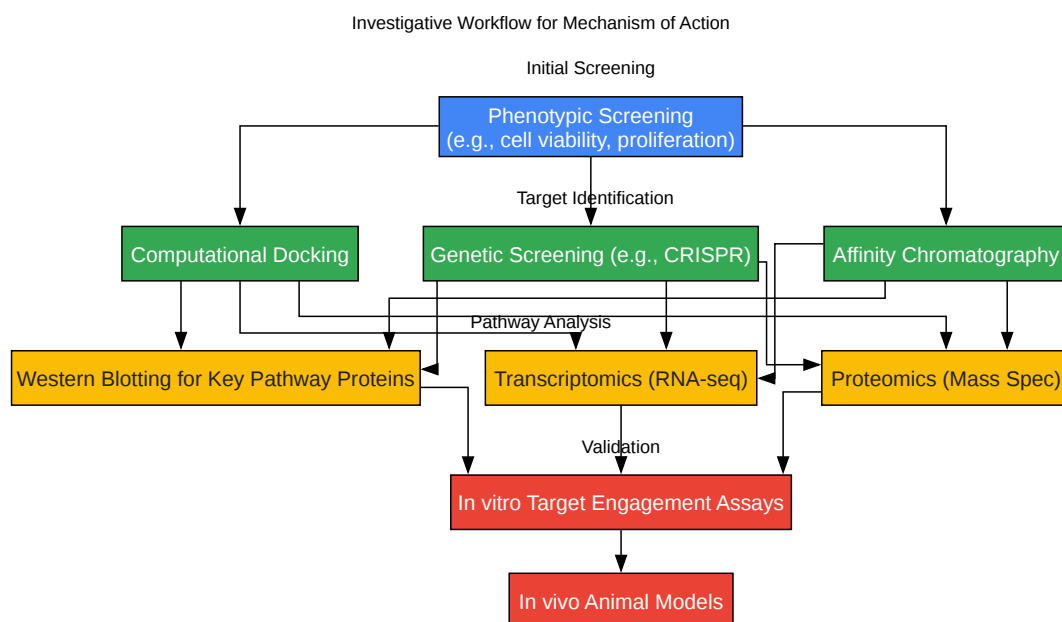 Investigative Workflow for Mechanism of Action
Initial Screening
Phenotypic Screening
(e.g., cell viability, proliferation)
Target Identification
Computational Docking
Genetic Screening (e.g., CRISPR)
Affinity Chromatography
Pathway Analysis
Western Blotting for Key Pathway Proteins
Transcriptomics (RNA-seq)
Proteomics (Mass Spec)
Validation
In vitro Target Engagement Assays
In vivo Animal Models